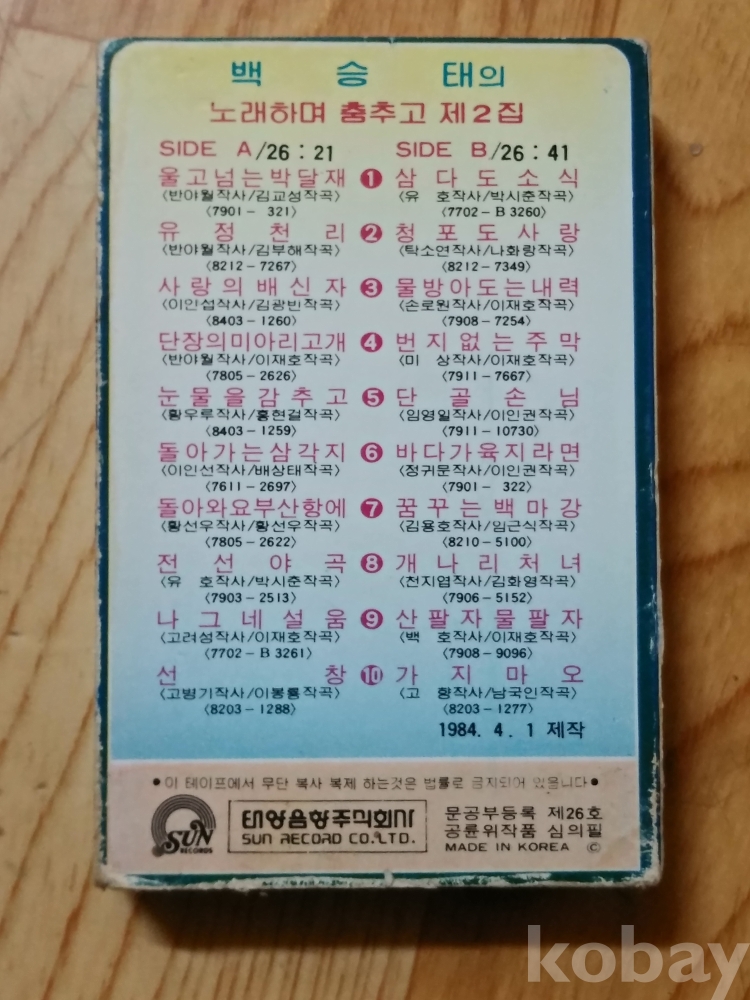 백 승 태의
노래하며 춤추고 제2집
SIDE A/26:21 SIDE B/26:41
울고넘는박달재 ❶ 삼다도소식
(반야월작사/김교성작곡) (유 호작사/박시춘작곡)
(7901-321) (7702-B3260)
유정천리 ❷ 청포도사랑
(반야월작사/김부해작곡) (탁소연작사/나화랑작곡)
(8212-7267) (8212-7349)
사랑의배신자 ❸ 물방아도는내력
(이인섭작사/김광빈작곡) (손로원작사/이재호작곡)
(8403-1260) (7908-7254)
단장의미아리고개 ❹ 번지없는주막
(반야월작사/이재호작곡) (미 상작사/이재호작곡)
(7805-2626) (7911-7667)
눈물을감추고 ❺ 단골손님
(황우루작사/홍현걸작곡) (임영일작사/이인권작곡)
(8403-1259) (7911-10730)
돌아가는삼각지 ❻ 바다가육지라면
(이인선작사/배상태작곡) (정귀문작사/이인권작곡)
(7611-2697) (7901-322)
돌아와요부산항에 ❼ 꿈꾸는백마강
(황선우작사/황선우작곡) (김용호작사/임근식작곡)
(7805-2622) (8210-5100)
전선야곡 ❽ 개나리처녀
(유 호작사/박시춘작곡) (천지엽작사/김화영작곡)
(7903-2513) (7906-5152)
나그네설움 ❾ 산팔자물팔자
(고려성작사/이재호작곡) (백 호작사/이재호작곡)
(7702-B3261) (7908-9096)
선창 ❿ 가지마오
(고병기작사/이봉룡작곡) (고 향작사/남국인작곡)
(8203-1288) (8203-1277)
1984. 4. 1 제작
•이 테이프에서 무단 복사 복제 하는것은 법률로 금지되어 있읍니다•
SUN RECORDS
태양음향주식회사
SUN RECORD CO.LTD.
문공부등록 제26호
공륜위작품 심의필
MADE IN KOREA ©
kobay